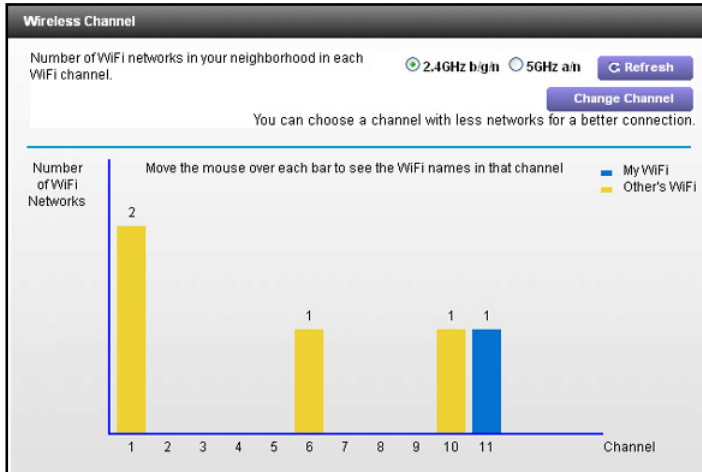 Wireless Channel
Number of WiFi networks in your neighborhood in each
WiFi channel.
2.4GHz b/g/n 5GHz a/n Refresh
Change Channel
You can choose a channel with less networks for a better connection.
Number
of WiFi
Networks
Move the mouse over each bar to see the WiFi names in that channel
My WiFi
Other's WiFi
2
1
1
1
1 2 3 4 5 6 7 8 9 10 11 Channel